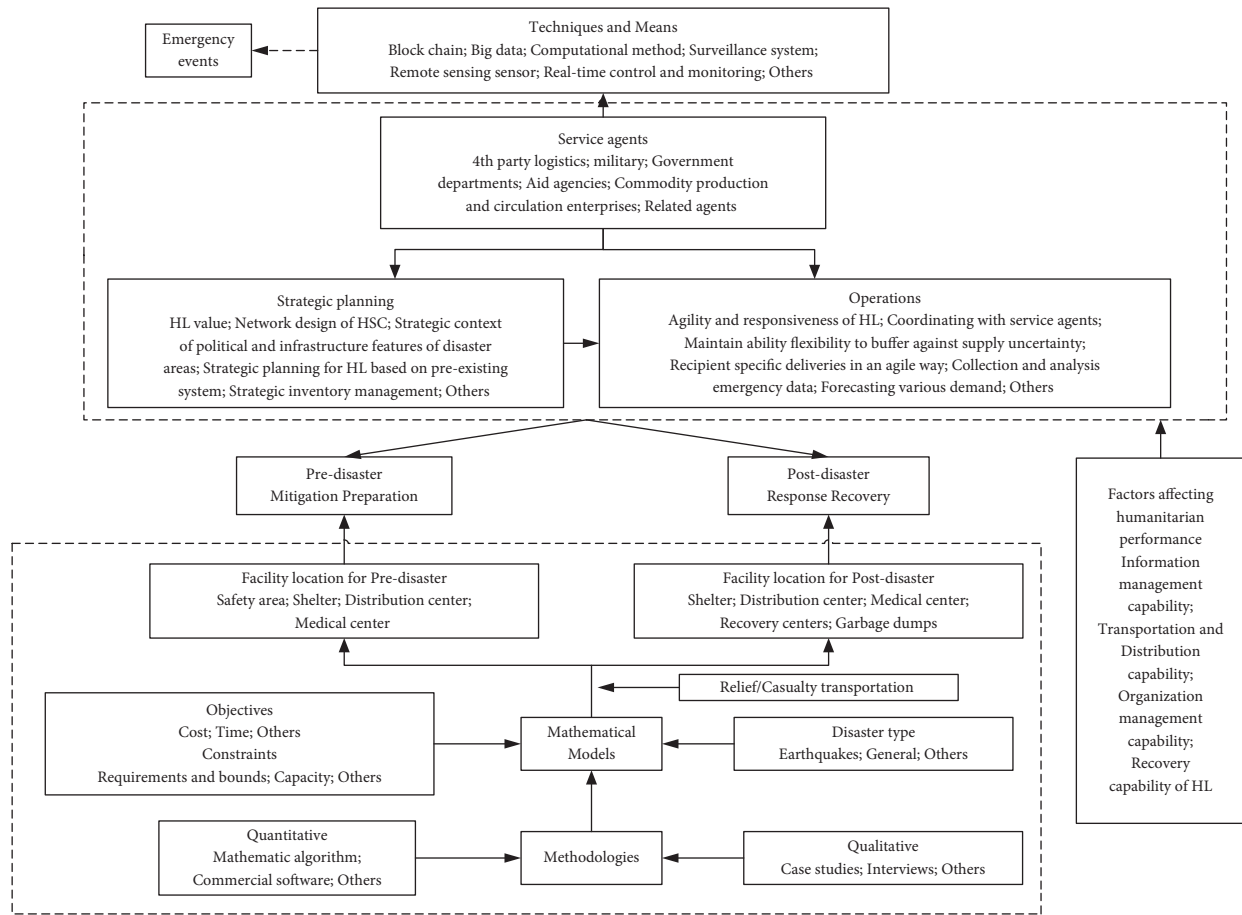 Techniques and Means
Block chain; Big data; Computational method; Surveillance system;
Remote sensing sensor; Real-time control and monitoring; Others
Emergency
events
Service agents
4th party logistics; military; Government
departments; Aid agencies; Commodity production
and circulation enterprises; Related agents
Strategic planning
HL value; Network design of HSC; Strategic context
of political and infrastructure features of disaster
areas; Strategic planning for HL based on pre-existing
system; Strategic inventory management; Others
Operations
Agility and responsiveness of HL; Coordinating with service agents;
Maintain ability flexibility to buffer against supply uncertainty;
Recipient specific deliveries in an agile way; Collection and analysis
emergency data; Forecasting various demand; Others
Pre-disaster
Mitigation Preparation
Post-disaster
Response Recovery
Factors affecting
humanitarian
performance
Information
management
capability;
Transportation and
Distribution
capability;
Organization
management
capability;
Recovery
capability of HL
Facility location for Pre-disaster
Safety area; Shelter; Distribution center;
Medical center
Facility location for Post-disaster
Shelter; Distribution center; Medical center;
Recovery centers; Garbage dumps
Relief/Casualty transportation
Objectives
Cost; Time; Others
Constraints
Requirements and bounds; Capacity; Others
Mathematical
Models
Disaster type
Earthquakes; General; Others
Quantitative
Mathematic algorithm;
Commercial software; Others
Methodologies
Qualitative
Case studies; Interviews; Others